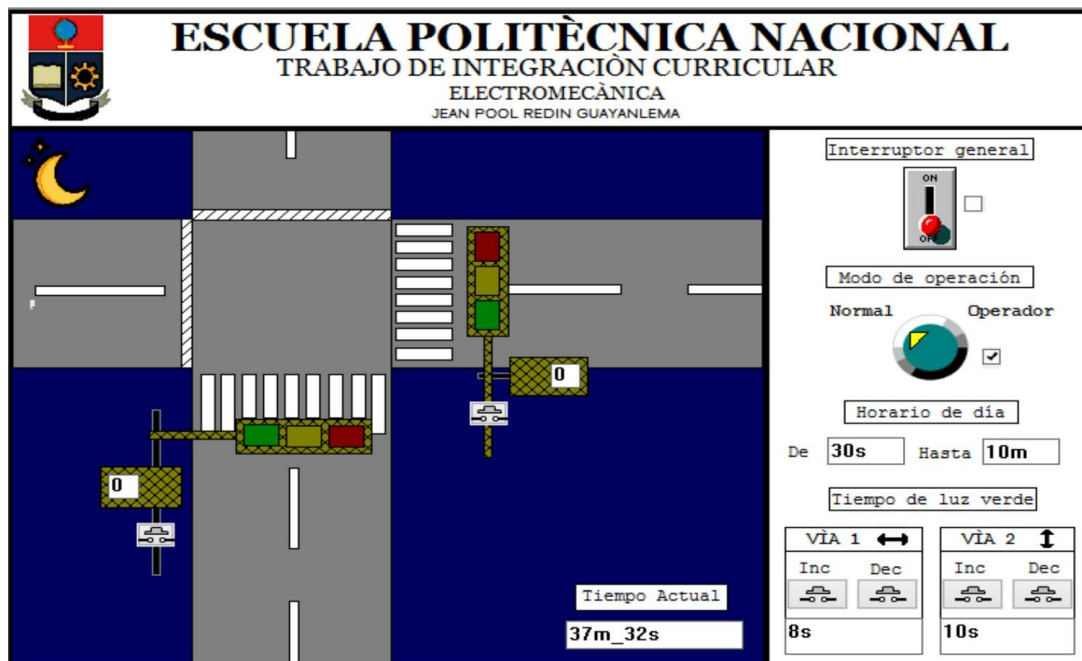 ESCUELA POLITÈCNICA NACIONAL
TRABAJO DE INTEGRACIÒN CURRICULAR
ELECTROMECÀNICA
JEAN POOL REDIN GUAYANLEMA
Interruptor general
ON
Modo de operación
Normal Operador
0
Horario de día
De 30s Hasta 10m
0
Tiempo de luz verde
VÌA 1 VÌA 2
Inc Dec Inc Dec
Tiempo Actual
37m_32s
8s 10s